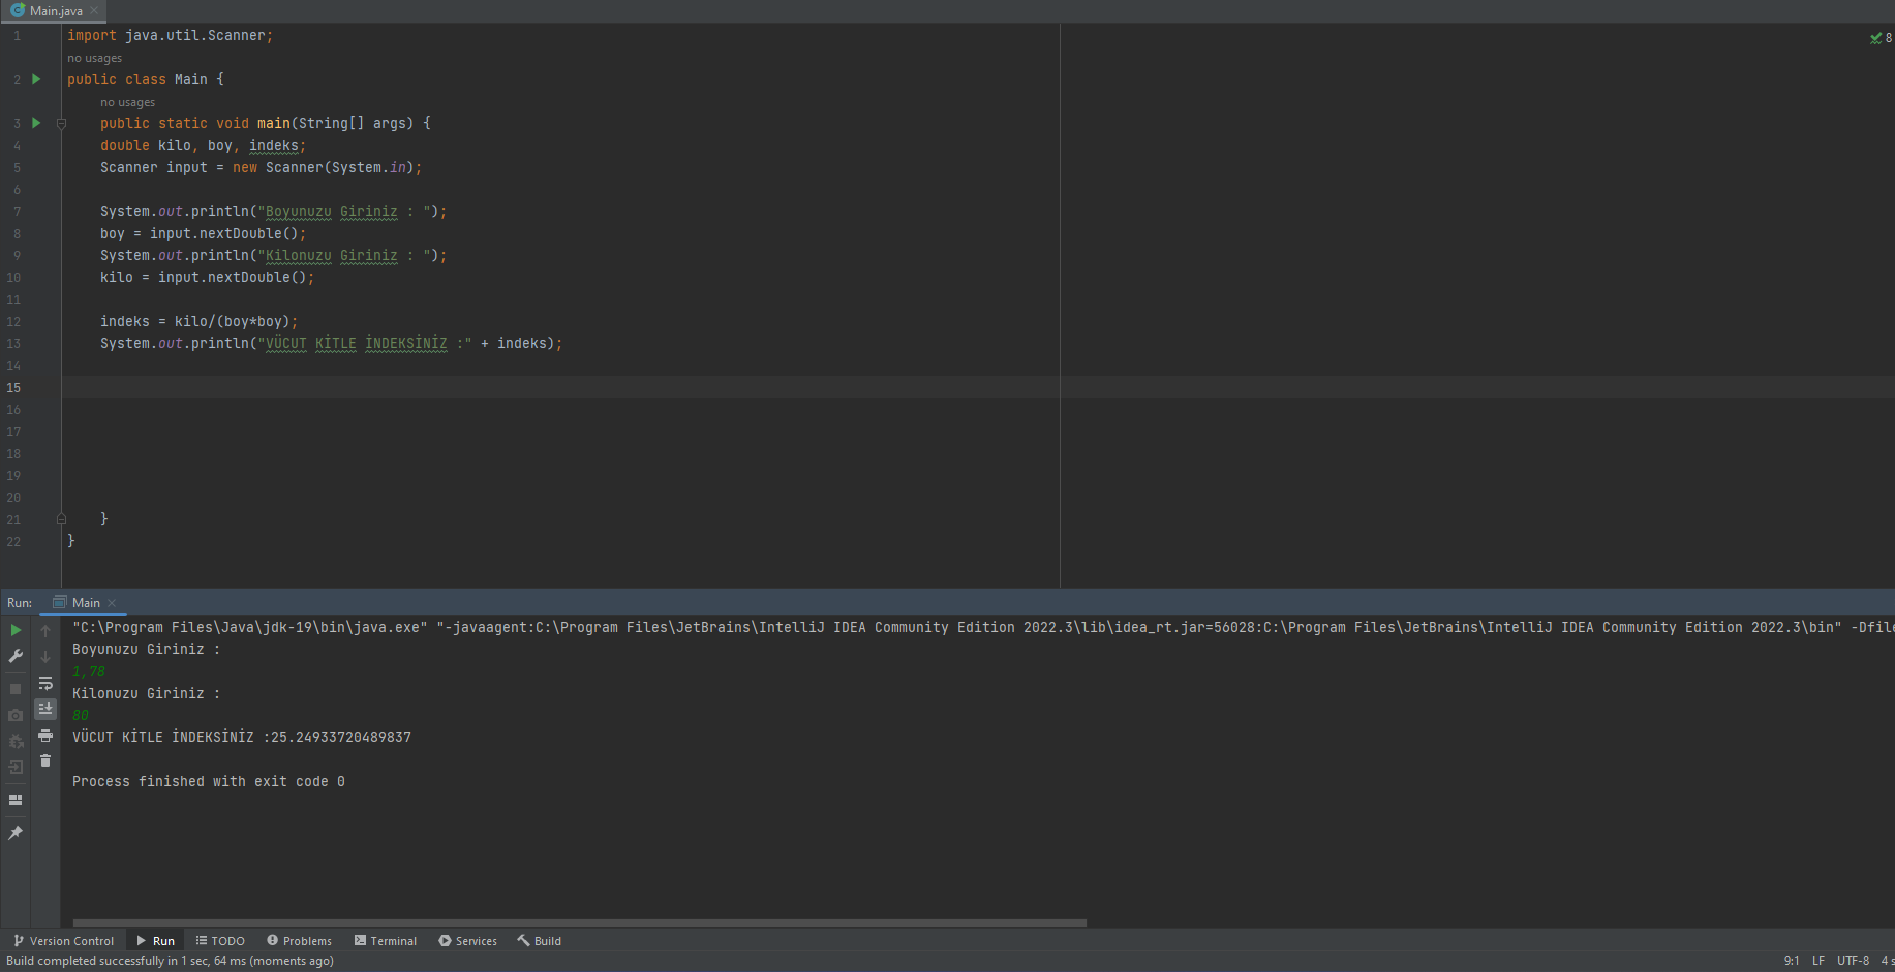 Main.java
1 import java.util.Scanner;
8
no usages
2 public class Main {
no usages
3 public static void main(String[] args) {
4 double kilo, boy, indeks;
5 Scanner input = new Scanner(System.in);
6
7 System.out.println("Boyunuzu Giriniz : ");
8 boy = input.nextDouble();
9 System.out.println("Kilonuzu Giriniz : ");
10 kilo = input.nextDouble();
11
12 indeks = kilo/(boy*boy);
13 System.out.println("VÜCUT KİTLE İNDEKSİNİZ :" + indeks);
14
15
16
17
18
19
20
21 }
22 }
Run: Main
"C:\Program Files\Java\jdk-19\bin\java.exe" "-javaagent:C:\Program Files\JetBrains\IntelliJ IDEA Community Edition 2022.3\lib\idea_rt.jar=56028:C:\Program Files\JetBrains\IntelliJ IDEA Community Edition 2022.3\bin" -Dfile
Boyunuzu Giriniz :
1,78
Kilonuzu Giriniz :
80
VÜCUT KİTLE İNDEKSİNİZ :25.24933720489837
Process finished with exit code 0
Version Control Run TODO Problems Terminal Services Build
Build completed successfully in 1 sec, 64 ms (moments ago) 9:1 LF UTF-8 4 s